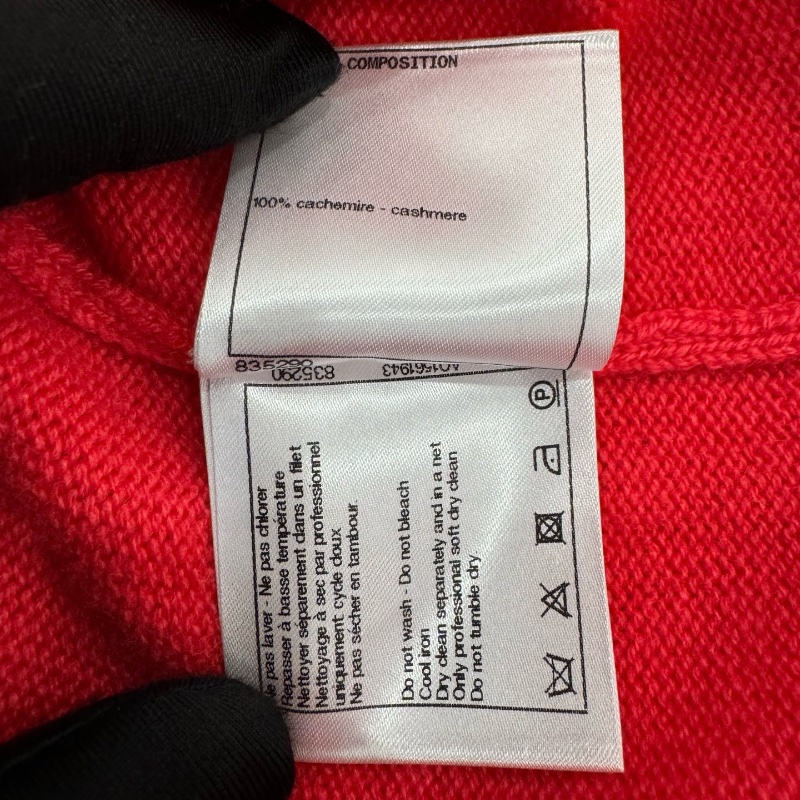 COMPOSITION
100% cachemire - cashmere
835290
835290
A01561943
Ne pas laver - Ne pas chlorer
Repasser à basse température
Nettoyer séparement dans un filet
Nettoyage à sec par professionnel
uniquement cycle doux
Ne pas sécher en tambour.
Do not wash - Do not bleach
Cool iron
Dry clean separately and in a net
Only professional soft dry clean
Do not tumble dry
P